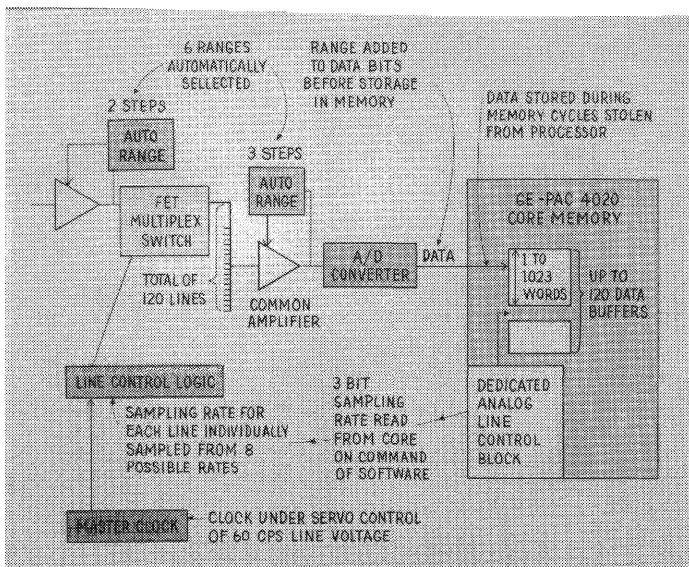 6 RANGES
AUTOMATICALLY
SELLECTED
RANGE ADDED
TO DATA BITS
BEFORE STORAGE
IN MEMORY
DATA STORED DURING
MEMORY CYCLES STOLEN
FROM PROCESSOR
2 STEPS
AUTO
RANGE
3 STEPS
AUTO
RANGE
FET
MULTIPLEX
SWITCH
TOTAL OF
120 LINES
COMMON
AMPLIFIER
A/D
CONVERTER
DATA
GE-PAC 4020
CORE MEMORY
1 TO
1023
WORDS
UP TO
120 DATA
BUFFERS
LINE CONTROL LOGIC
SAMPLING RATE FOR
EACH LINE INDIVIDUALLY
SAMPLED FROM 8
POSSIBLE RATES
3 BIT
SAMPLING
RATE READ
FROM CORE
ON COMMAND
OF SOFTWARE
DEDICATED
ANALOG
LINE
CONTROL
BLOCK
MASTER CLOCK
CLOCK UNDER SERVO CONTROL
OF 60 CPS LINE VOLTAGE